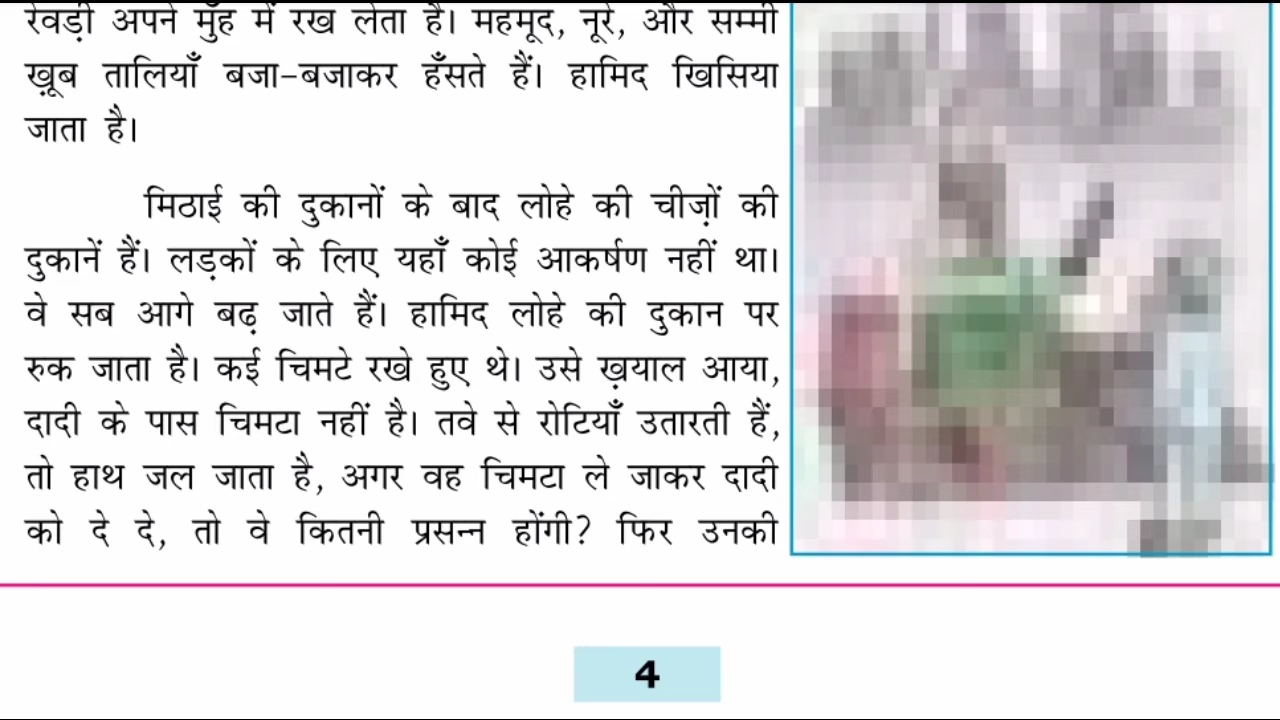 रेवड़ी अपने मुँह में रख लेता है। महमूद, नूरे, और सम्मी
ख़ूब तालियाँ बजा-बजाकर हँसते हैं। हामिद खिसिया
जाता है।
मिठाई की दुकानों के बाद लोहे की चीज़ों की
दुकानें हैं। लड़कों के लिए यहाँ कोई आकर्षण नहीं था।
वे सब आगे बढ़ जाते हैं। हामिद लोहे की दुकान पर
रुक जाता है। कई चिमटे रखे हुए थे। उसे ख़याल आया,
दादी के पास चिमटा नहीं है। तवे से रोटियाँ उतारती हैं,
तो हाथ जल जाता है, अगर वह चिमटा ले जाकर दादी
को दे दे, तो वे कितनी प्रसन्न होंगी? फिर उनकी
4